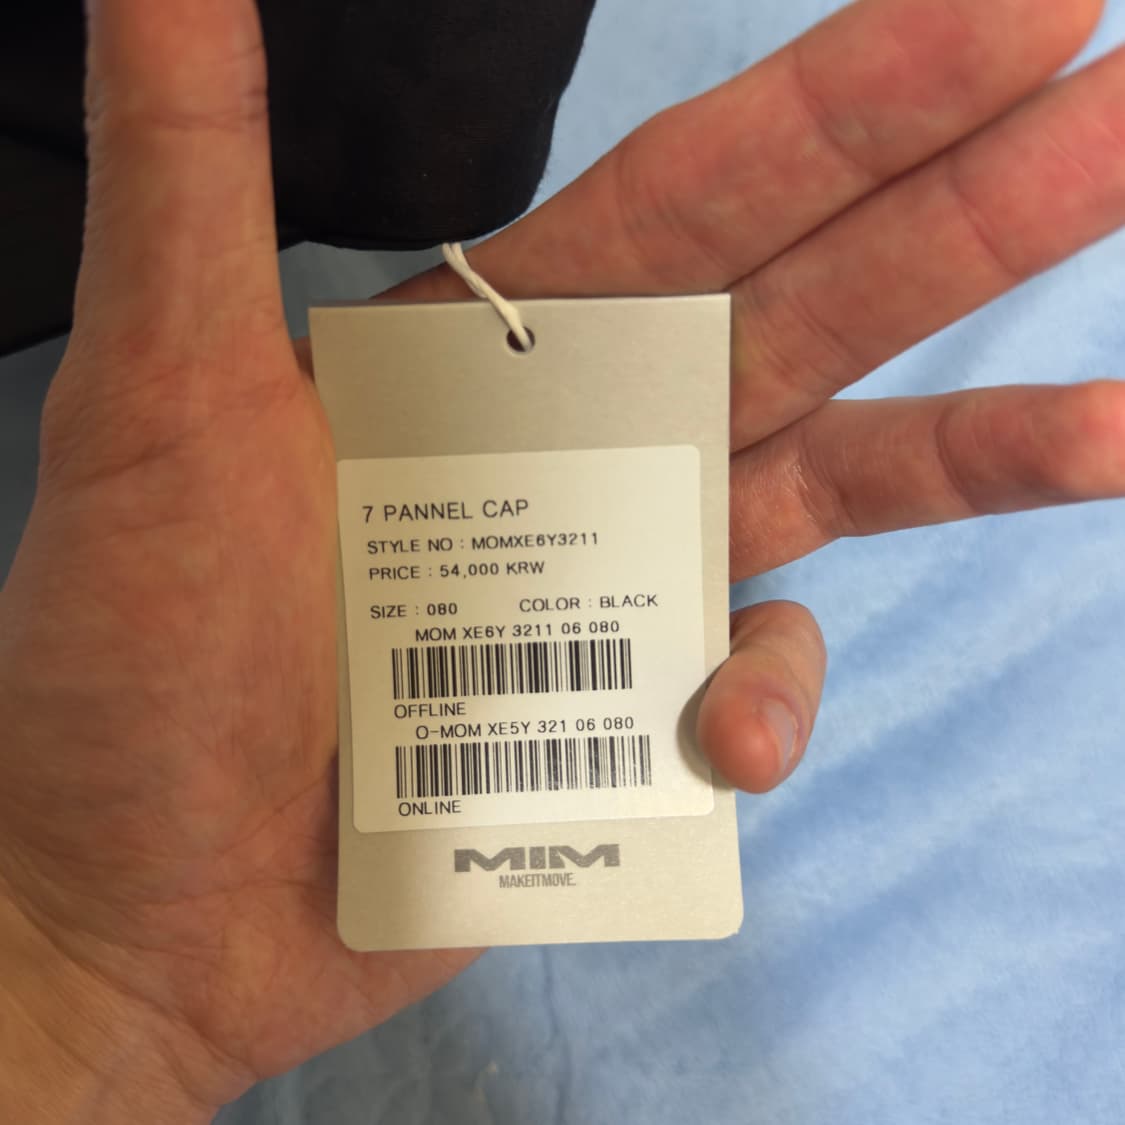 7 PANNEL CAP
STYLE NO : MOMXE6Y3211
PRICE : 54,000 KRW
SIZE : 080 COLOR : BLACK
MOM XE6Y 3211 06 080
OFFLINE
O-MOM XE5Y 321 06 080
ONLINE
MIM
MAKEITMOVE.